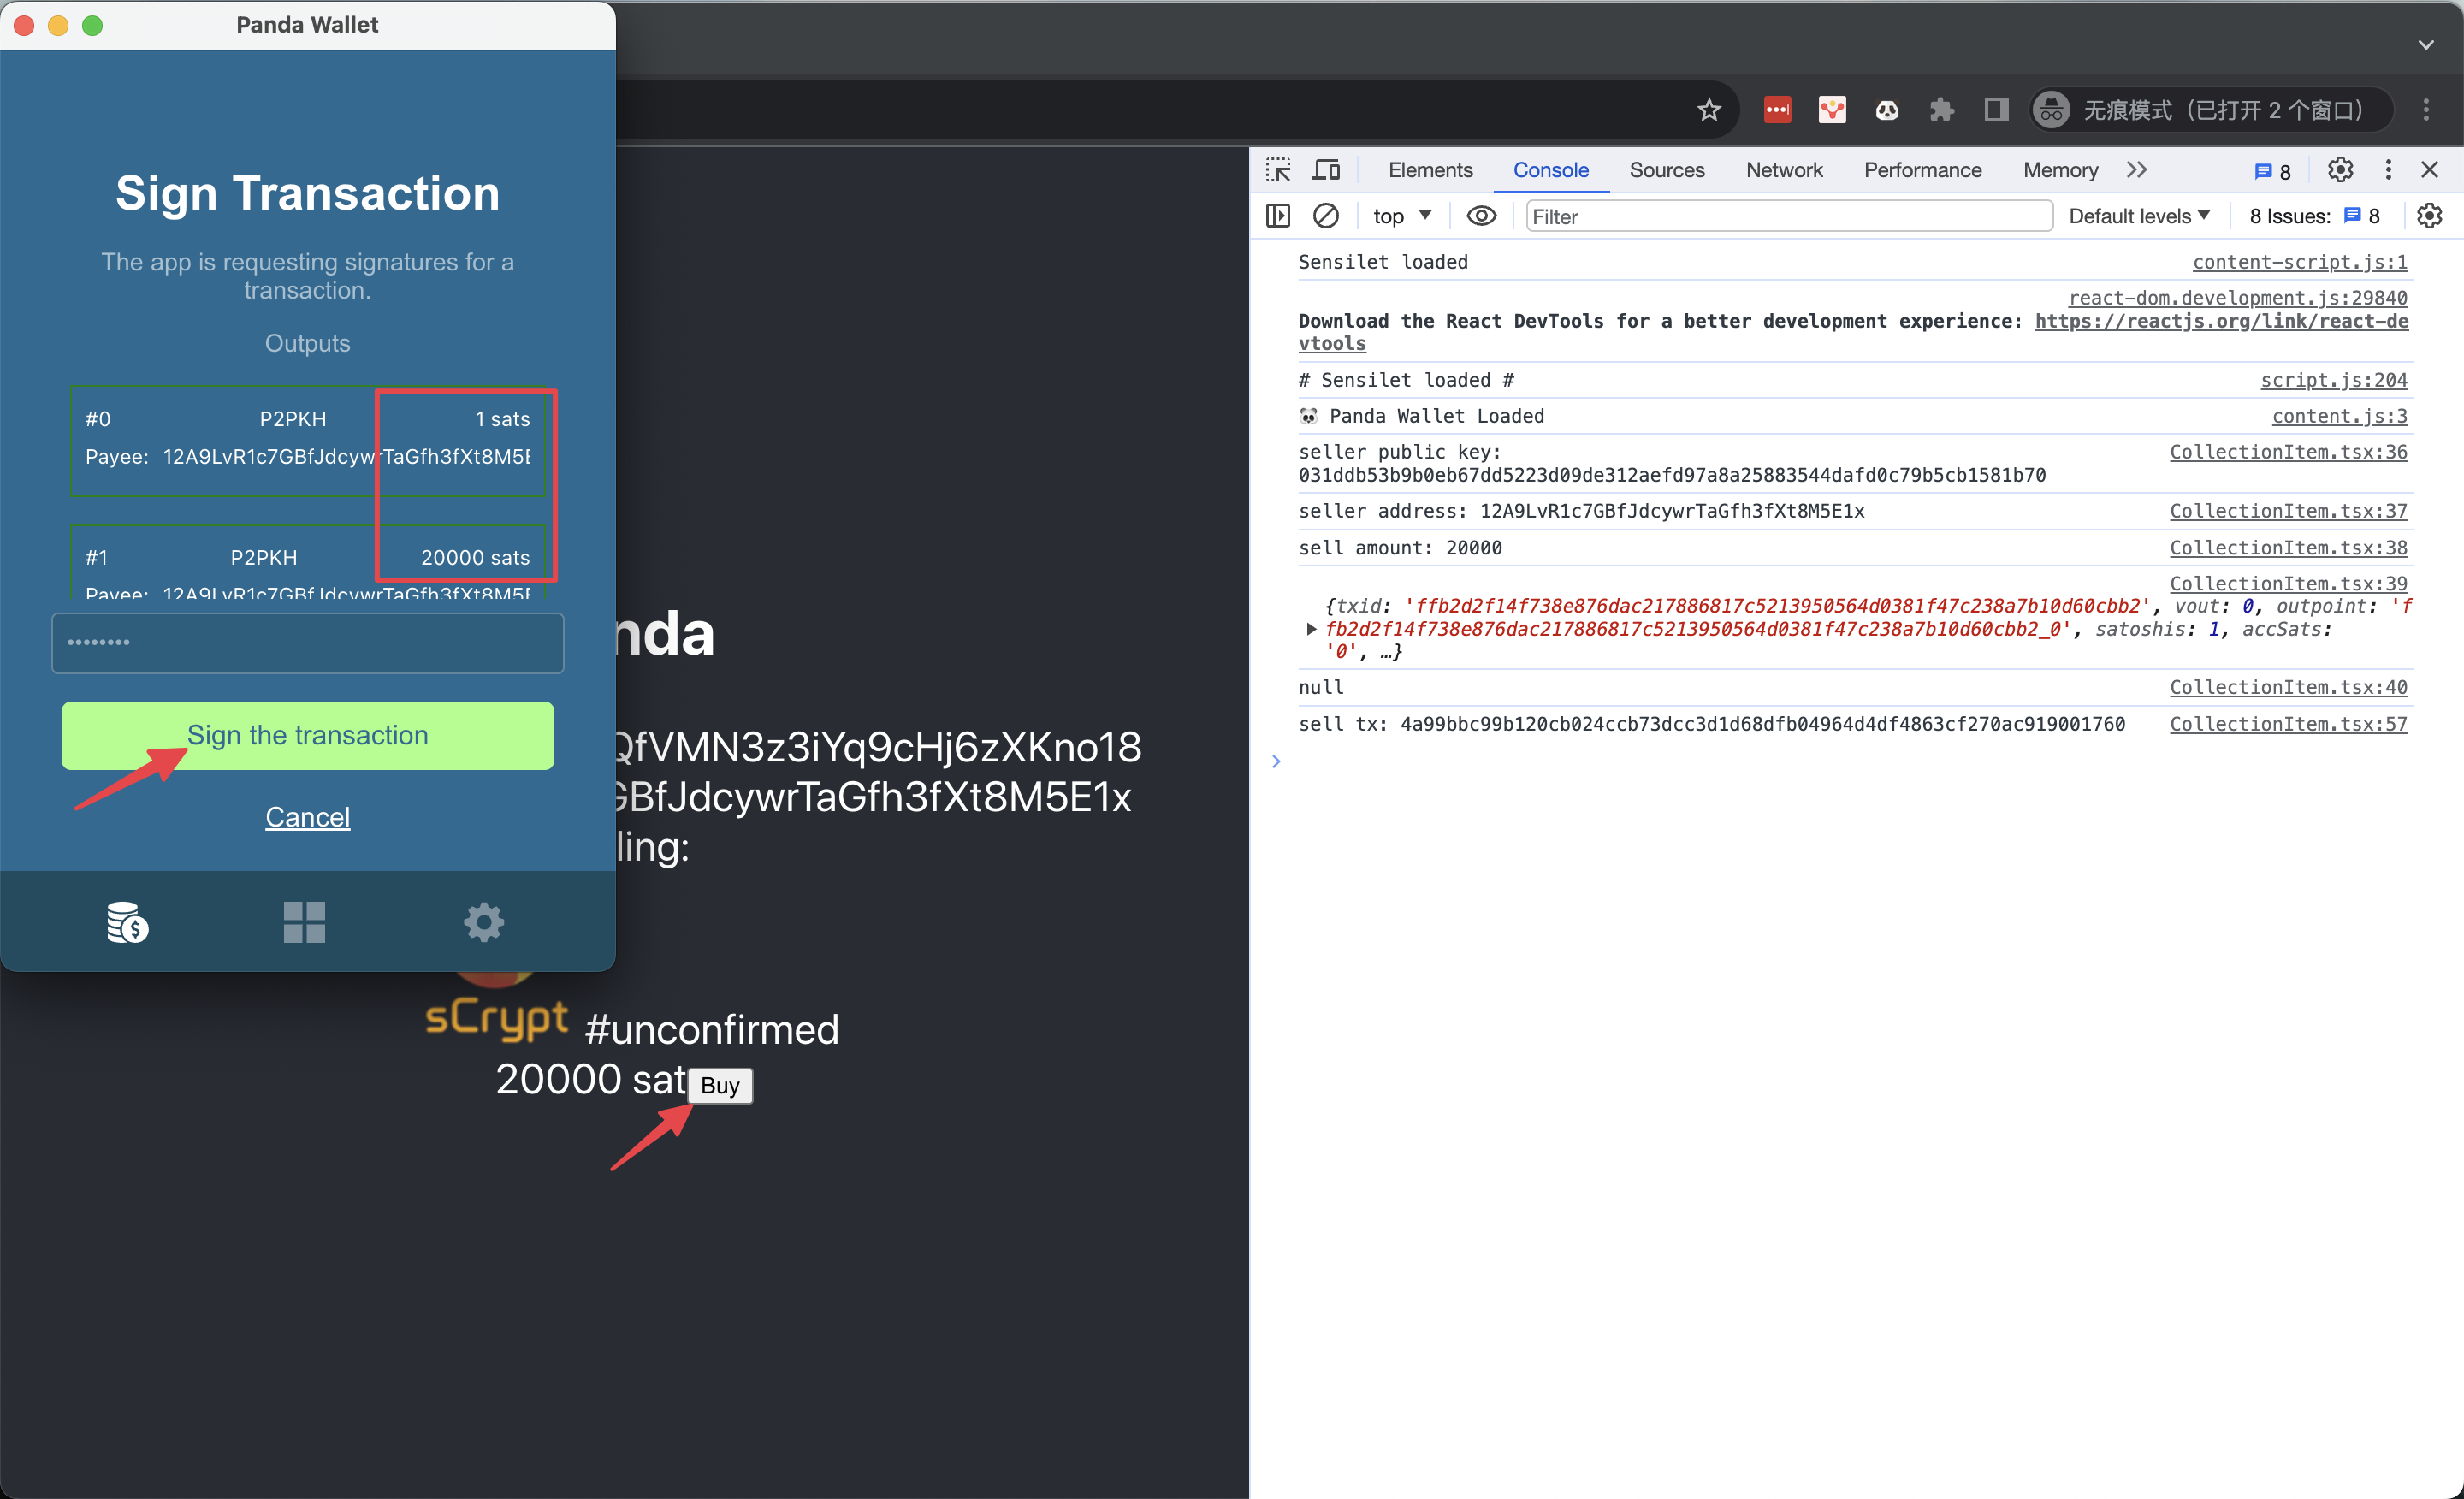 Panda Wallet
Sign Transaction
The app is requesting signatures for a
transaction.
Outputs
#0 P2PKH 1 sats
Payee: 12A9LvR1c7GBfJdcywrTaGfh3fXt8M5E
#1 P2PKH 20000 sats
Payee: 12A9LvR1c7GBfJdcywrTaGfh3fXt8M5E
••••••••
Sign the transaction
Cancel
nda
QfVMN3z3iYq9cHj6zXKno18
GBfJdcywrTaGfh3fXt8M5E1x
ling:
sCrypt #unconfirmed
20000 sat Buy
无痕模式（已打开 2 个窗口）
Elements Console Sources Network Performance Memory 8
top Filter Default levels 8 Issues: 8
Sensilet loaded content-script.js:1
react-dom.development.js:29840
Download the React DevTools for a better development experience: https://reactjs.org/link/react-de
vtools
# Sensilet loaded # script.js:204
🐼 Panda Wallet Loaded content.js:3
seller public key: CollectionItem.tsx:36
031ddb53b9b0eb67dd5223d09de312aefd97a8a25883544dafd0c79b5cb1581b70
seller address: 12A9LvR1c7GBfJdcywrTaGfh3fXt8M5E1x CollectionItem.tsx:37
sell amount: 20000 CollectionItem.tsx:38
CollectionItem.tsx:39
{txid: 'ffb2d2f14f738e876dac217886817c5213950564d0381f47c238a7b10d60cbb2', vout: 0, outpoint: 'f
fb2d2f14f738e876dac217886817c5213950564d0381f47c238a7b10d60cbb2_0', satoshis: 1, accSats:
'0', …}
null CollectionItem.tsx:40
sell tx: 4a99bbc99b120cb024ccb73dcc3d1d68dfb04964d4df4863cf270ac919001760 CollectionItem.tsx:57